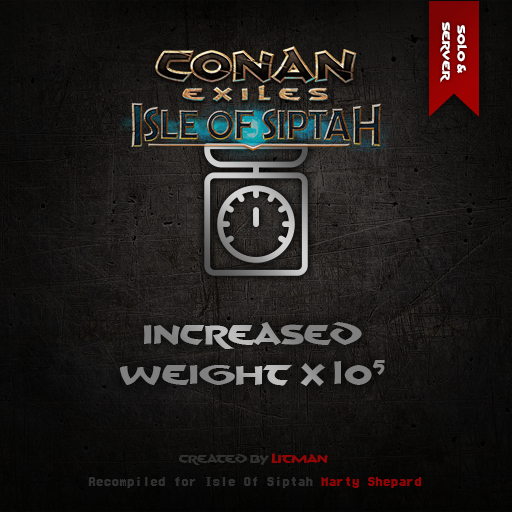 SOLO &
SERVER
CONAN
EXILES
ISLE OF SIPTAH
INCREASED
WEIGHT X 10⁵
CREATED BY LITMAN
Recompiled for Isle Of Siptah Marty Shepard